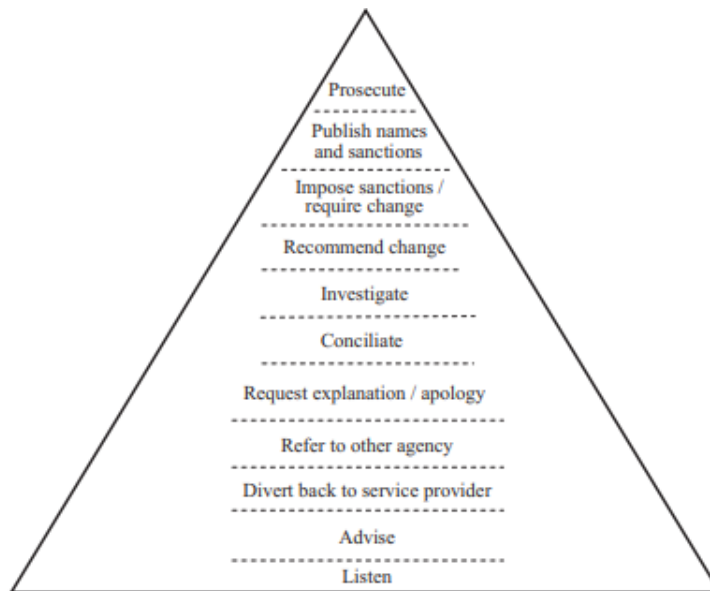 Prosecute
Publish names
and sanctions
Impose sanctions /
require change
Recommend change
Investigate
Conciliate
Request explanation / apology
Refer to other agency
Divert back to service provider
Advise
Listen